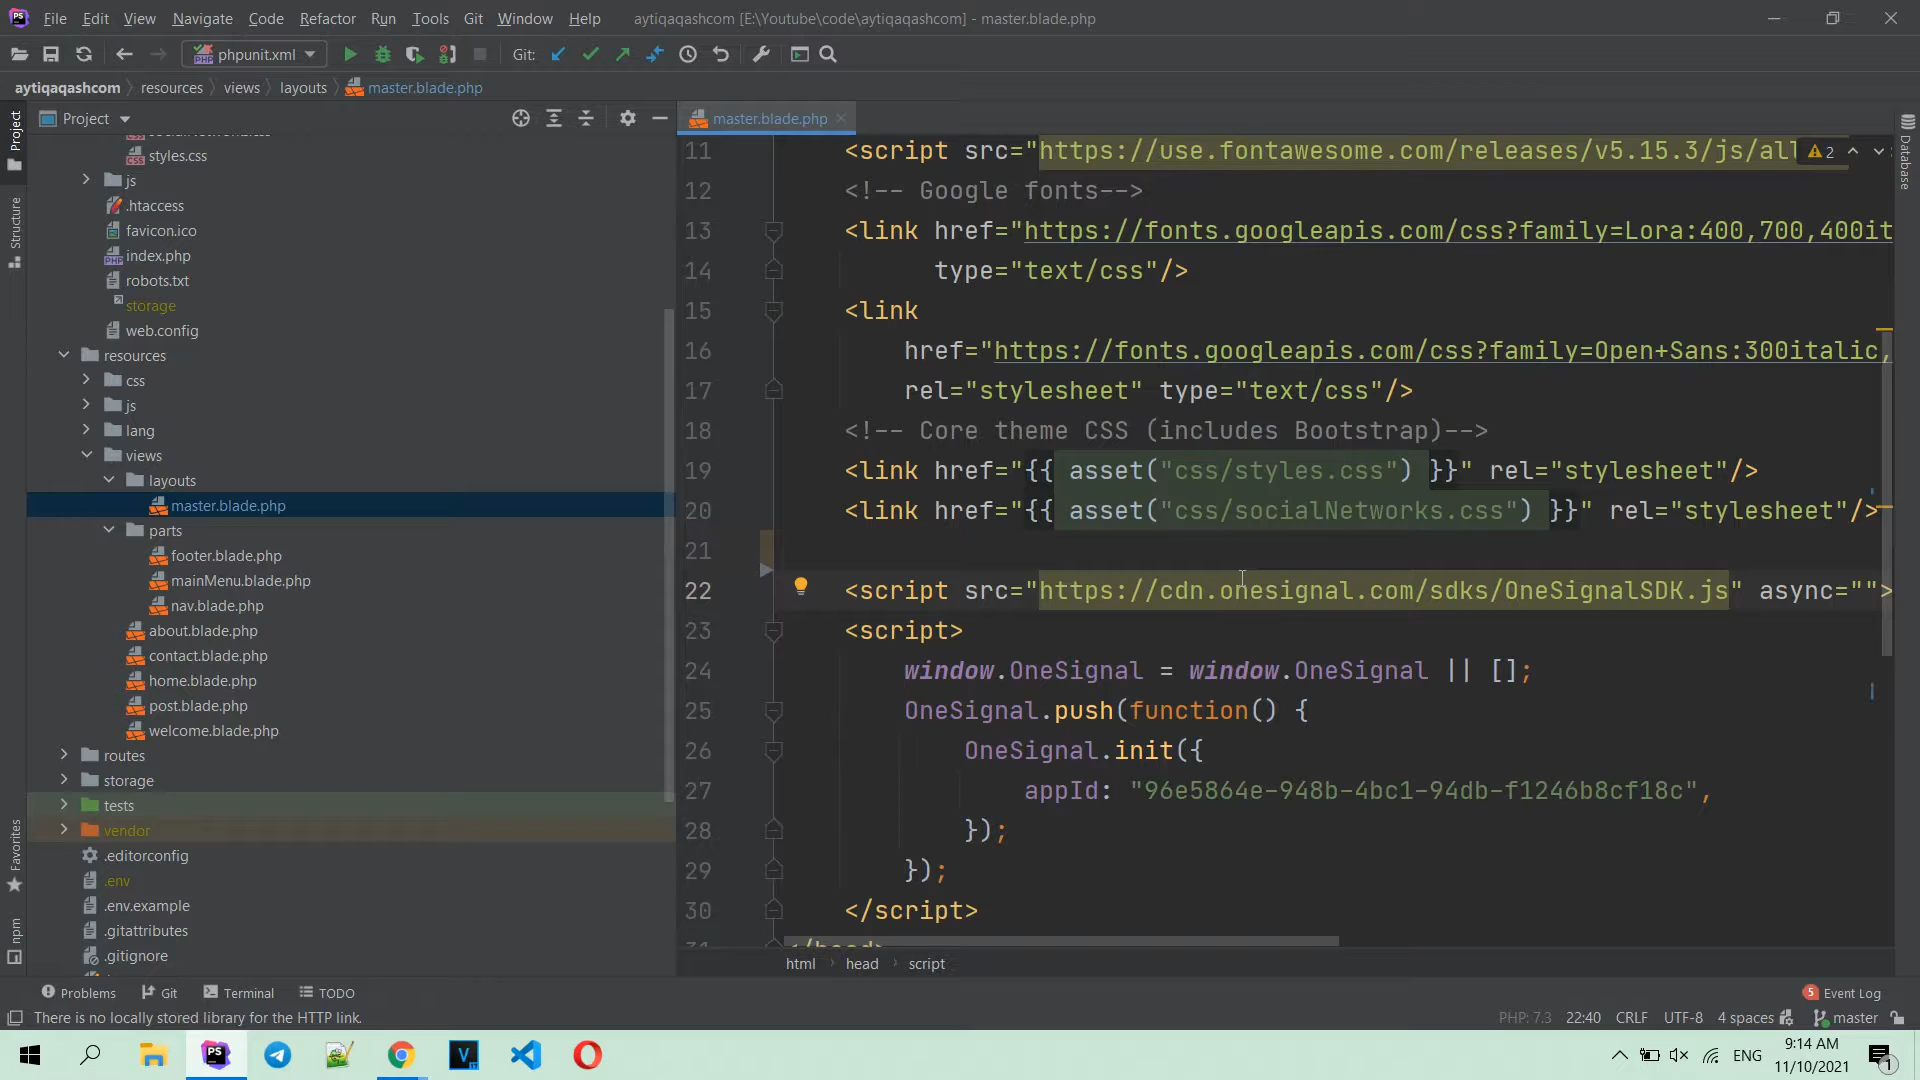 PS File Edit View Navigate Code Refactor Run Tools Git Window Help aytiqaqashcom [E:\Youtube\code\aytiqaqashcom] - master.blade.php
phpunit.xml Git:
aytiqaqashcom resources views layouts master.blade.php
Project
Project
Structure
Favorites
npm
Database
styles.css
js
.htaccess
favicon.ico
index.php
robots.txt
storage
web.config
resources
css
js
lang
views
layouts
master.blade.php
parts
footer.blade.php
mainMenu.blade.php
nav.blade.php
about.blade.php
contact.blade.php
home.blade.php
post.blade.php
welcome.blade.php
routes
storage
tests
vendor
.editorconfig
.env
.env.example
.gitattributes
.gitignore
master.blade.php
2
11 <script src="https://use.fontawesome.com/releases/v5.15.3/js/all
12 <!-- Google fonts-->
13 <link href="https://fonts.googleapis.com/css?family=Lora:400,700,400it
14 type="text/css"/>
15 <link
16 href="https://fonts.googleapis.com/css?family=Open+Sans:300italic,
17 rel="stylesheet" type="text/css"/>
18 <!-- Core theme CSS (includes Bootstrap)-->
19 <link href="{{ asset("css/styles.css") }}" rel="stylesheet"/>
20 <link href="{{ asset("css/socialNetworks.css") }}" rel="stylesheet"/>
21
22 <script src="https://cdn.onesignal.com/sdks/OneSignalSDK.js" async="">
23 <script>
24 window.OneSignal = window.OneSignal || [];
25 OneSignal.push(function() {
26 OneSignal.init({
27 appId: "96e5864e-948b-4bc1-94db-f1246b8cf18c",
28 });
29 });
30 </script>
html head script
Problems Git Terminal TODO 5 Event Log
There is no locally stored library for the HTTP link. PHP: 7.3 22:40 CRLF UTF-8 4 spaces master
PS ENG 9:14 AM
11/10/2021 1